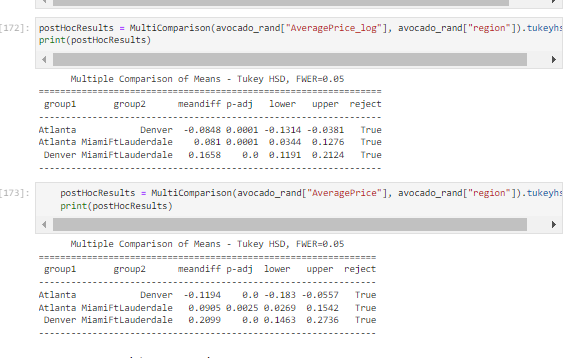 [172]: postHocResults = MultiComparison(avocado_rand["AveragePrice_log"], avocado_rand["region"]).tukeyhs
print(postHocResults)
Multiple Comparison of Means - Tukey HSD, FWER=0.05
====================================================================
group1 group2 meandiff p-adj lower upper reject
--------------------------------------------------------------------
Atlanta Denver -0.0848 0.0001 -0.1314 -0.0381 True
Atlanta MiamiFtLauderdale 0.081 0.0001 0.0344 0.1276 True
Denver MiamiFtLauderdale 0.1658 0.0 0.1191 0.2124 True
--------------------------------------------------------------------
[173]: postHocResults = MultiComparison(avocado_rand["AveragePrice"], avocado_rand["region"]).tukeyhs
print(postHocResults)
Multiple Comparison of Means - Tukey HSD, FWER=0.05
===================================================================
group1 group2 meandiff p-adj lower upper reject
-------------------------------------------------------------------
Atlanta Denver -0.1194 0.0 -0.183 -0.0557 True
Atlanta MiamiFtLauderdale 0.0905 0.0025 0.0269 0.1542 True
Denver MiamiFtLauderdale 0.2099 0.0 0.1463 0.2736 True
-------------------------------------------------------------------